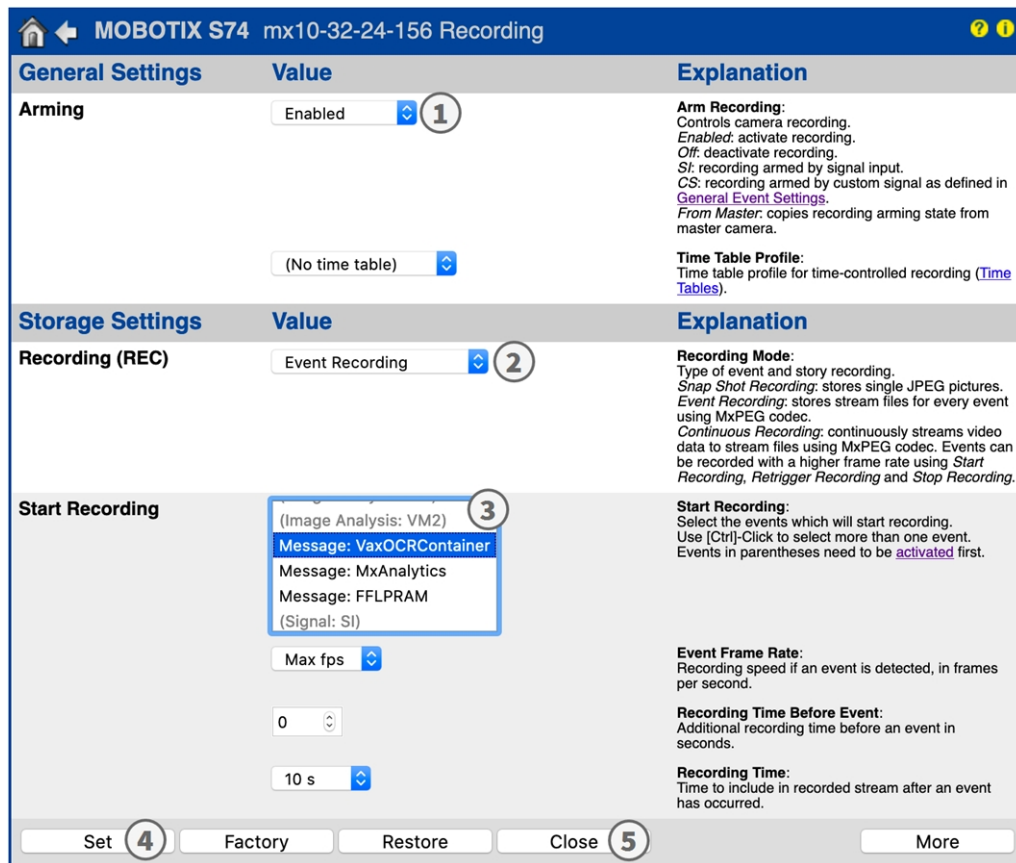 MOBOTIX S74 mx10-32-24-156 Recording ? i
General Settings Value Explanation
Arming
Enabled
1
Arm Recording:
Controls camera recording.
Enabled: activate recording.
Off: deactivate recording.
SI: recording armed by signal input.
CS: recording armed by custom signal as defined in
General Event Settings.
From Master: copies recording arming state from
master camera.
(No time table)
Time Table Profile:
Time table profile for time-controlled recording (Time
Tables).
Storage Settings Value Explanation
Recording (REC)
Event Recording
2
Recording Mode:
Type of event and story recording.
Snap Shot Recording: stores single JPEG pictures.
Event Recording: stores stream files for every event
using MxPEG codec.
Continuous Recording: continuously streams video
data to stream files using MxPEG codec. Events can
be recorded with a higher frame rate using Start
Recording, Retrigger Recording and Stop Recording.
Start Recording
3
(Image Analysis: VM2)
Message: VaxOCRContainer
Message: MxAnalytics
Message: FFLPRAM
(Signal: SI)
Start Recording:
Select the events which will start recording.
Use [Ctrl]-Click to select more than one event.
Events in parentheses need to be activated first.
Max fps
Event Frame Rate:
Recording speed if an event is detected, in frames
per second.
0
Recording Time Before Event:
Additional recording time before an event in
seconds.
10 s
Recording Time:
Time to include in recorded stream after an event
has occurred.
Set 4 Factory Restore Close 5 More